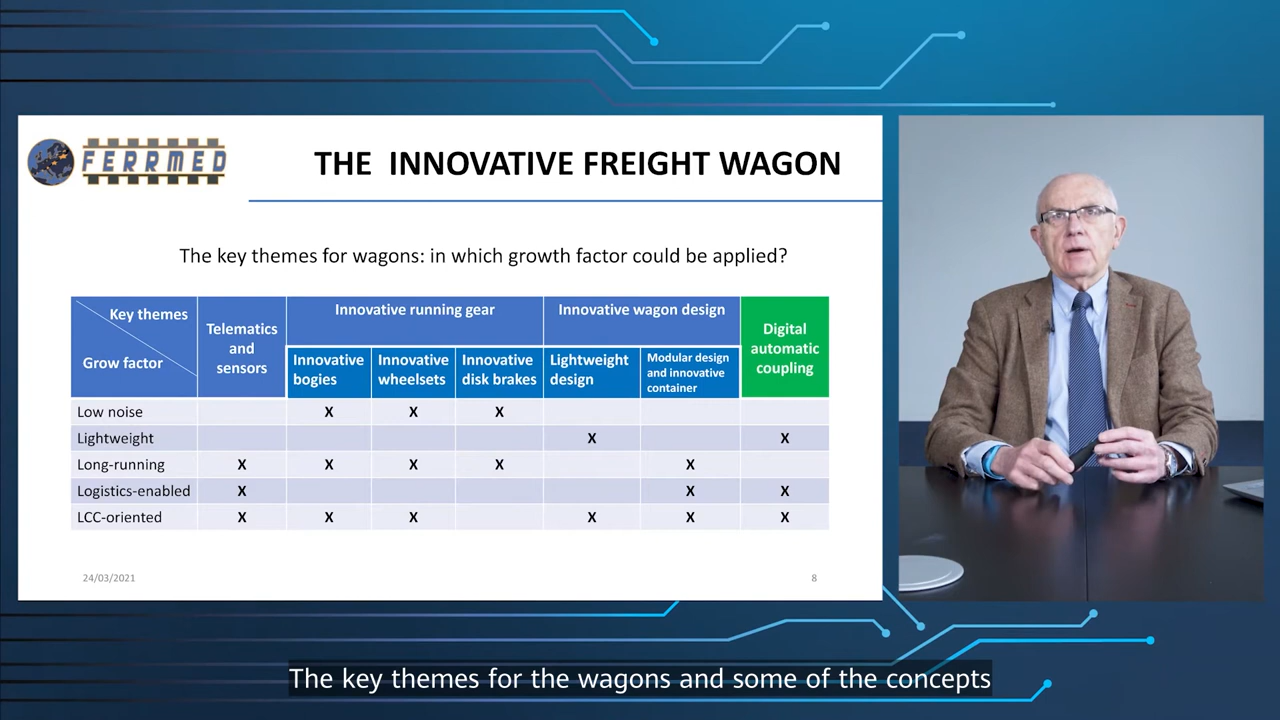 FERRMED
THE INNOVATIVE FREIGHT WAGON
The key themes for wagons: in which growth factor could be applied?
Key themes
Grow factor
Telematics
and
sensors
Innovative running gear
Innovative wagon design
Digital
automatic
coupling
Innovative
bogies
Innovative
wheelsets
Innovative
disk brakes
Lightweight
design
Modular design
and innovative
container
Low noise X X X
Lightweight X X
Long-running X X X X X
Logistics-enabled X X X
LCC-oriented X X X X X X
24/03/2021
8
The key themes for the wagons and some of the concepts